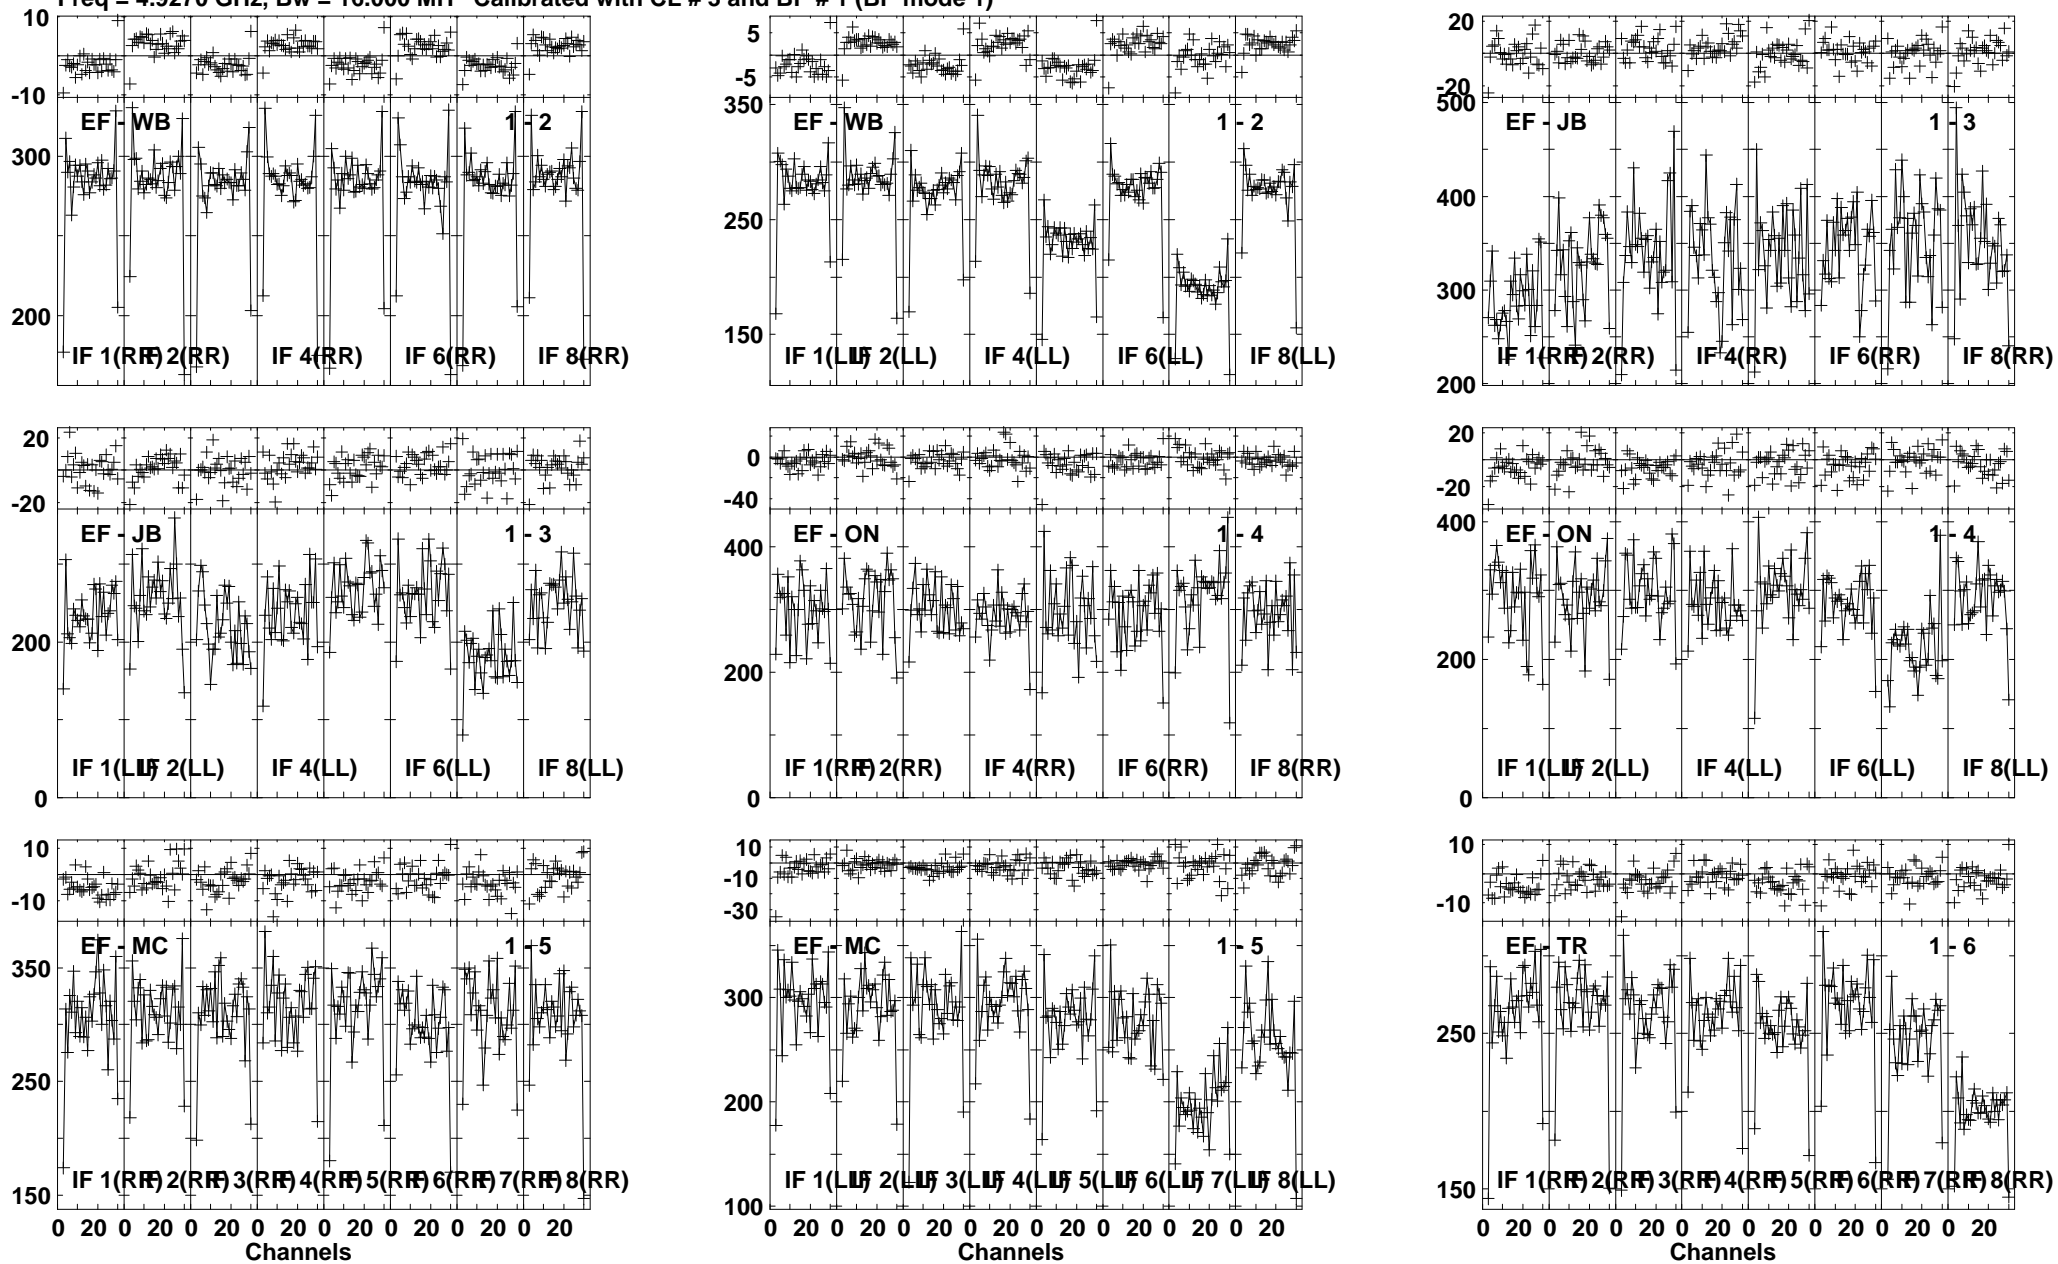 Freq = 4.9270 GHz, Bw = 16.000 MH Calibrated with CL # 3 and BP # 1 (BP mode 1)
10
0
-10
5
-5
20
0
-20
EF - WB 1 - 2
EF - WB 1 - 2
EF - JB 1 - 3
300
200
350
250
150
500
400
300
200
IF 1(RR) IF 2(RR) IF 4(RR) IF 6(RR) IF 8(RR)
IF 1(LL) IF 2(LL) IF 4(LL) IF 6(LL) IF 8(LL)
IF 1(RR) IF 2(RR) IF 4(RR) IF 6(RR) IF 8(RR)
20
0
-20
0
-40
20
0
-20
EF - JB 1 - 3
EF - ON 1 - 4
EF - ON 1 - 4
200
0
400
200
0
400
200
0
IF 1(LL) IF 2(LL) IF 4(LL) IF 6(LL) IF 8(LL)
IF 1(RR) IF 2(RR) IF 4(RR) IF 6(RR) IF 8(RR)
IF 1(LL) IF 2(LL) IF 4(LL) IF 6(LL) IF 8(LL)
10
-10
10
-10
-30
10
-10
EF - MC 1 - 5
EF - MC 1 - 5
EF - TR 1 - 6
350
250
150
300
200
100
250
150
IF 1(RR) IF 2(RR) IF 3(RR) IF 4(RR) IF 5(RR) IF 6(RR) IF 7(RR) IF 8(RR)
IF 1(LL) IF 2(LL) IF 3(LL) IF 4(LL) IF 5(LL) IF 6(LL) IF 7(LL) IF 8(LL)
IF 1(RR) IF 2(RR) IF 3(RR) IF 4(RR) IF 5(RR) IF 6(RR) IF 7(RR) IF 8(RR)
0 20 0 20 0 20 0 20 0 20 0 20 0 20 0 20
0 20 0 20 0 20 0 20 0 20 0 20 0 20 0 20
0 20 0 20 0 20 0 20 0 20 0 20 0 20 0 20
Channels
Channels
Channels